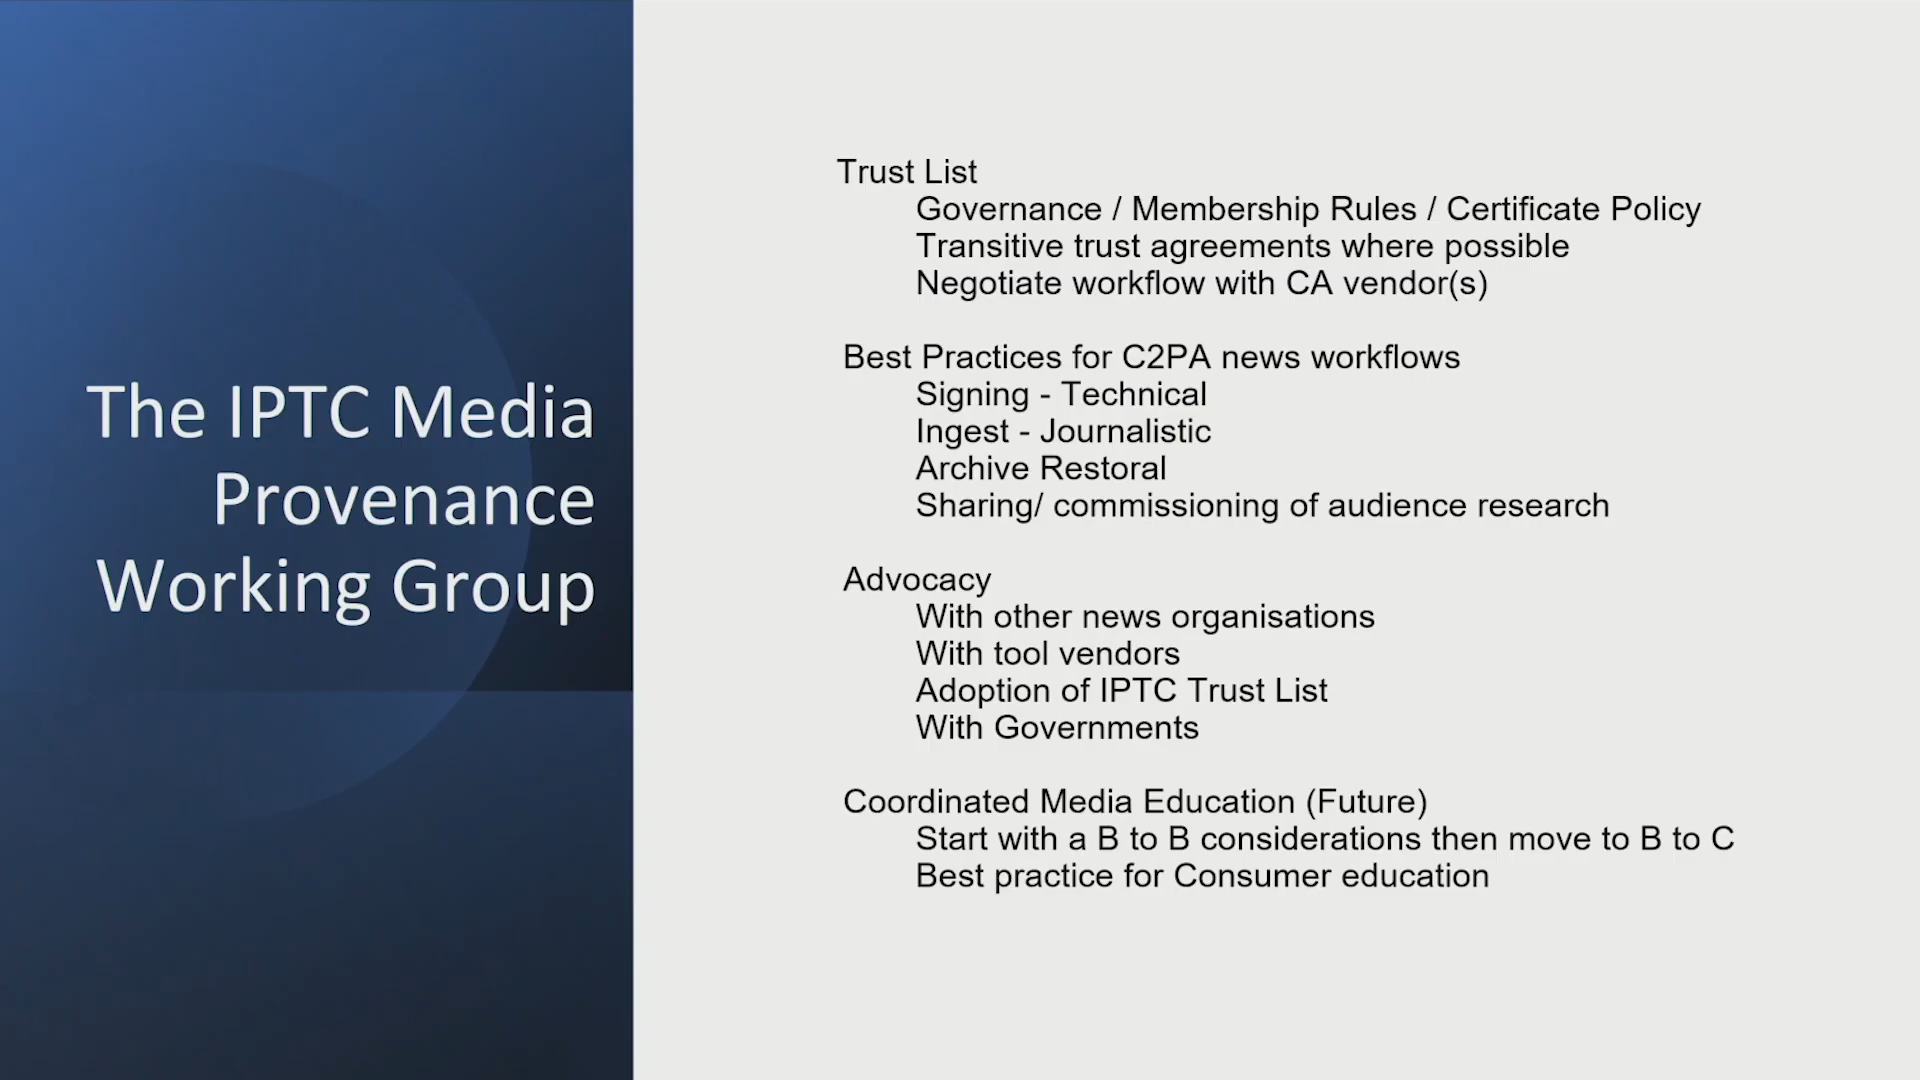 The IPTC Media
Provenance
Working Group
Trust List
Governance / Membership Rules / Certificate Policy
Transitive trust agreements where possible
Negotiate workflow with CA vendor(s)
Best Practices for C2PA news workflows
Signing - Technical
Ingest - Journalistic
Archive Restoral
Sharing/ commissioning of audience research
Advocacy
With other news organisations
With tool vendors
Adoption of IPTC Trust List
With Governments
Coordinated Media Education (Future)
Start with a B to B considerations then move to B to C
Best practice for Consumer education